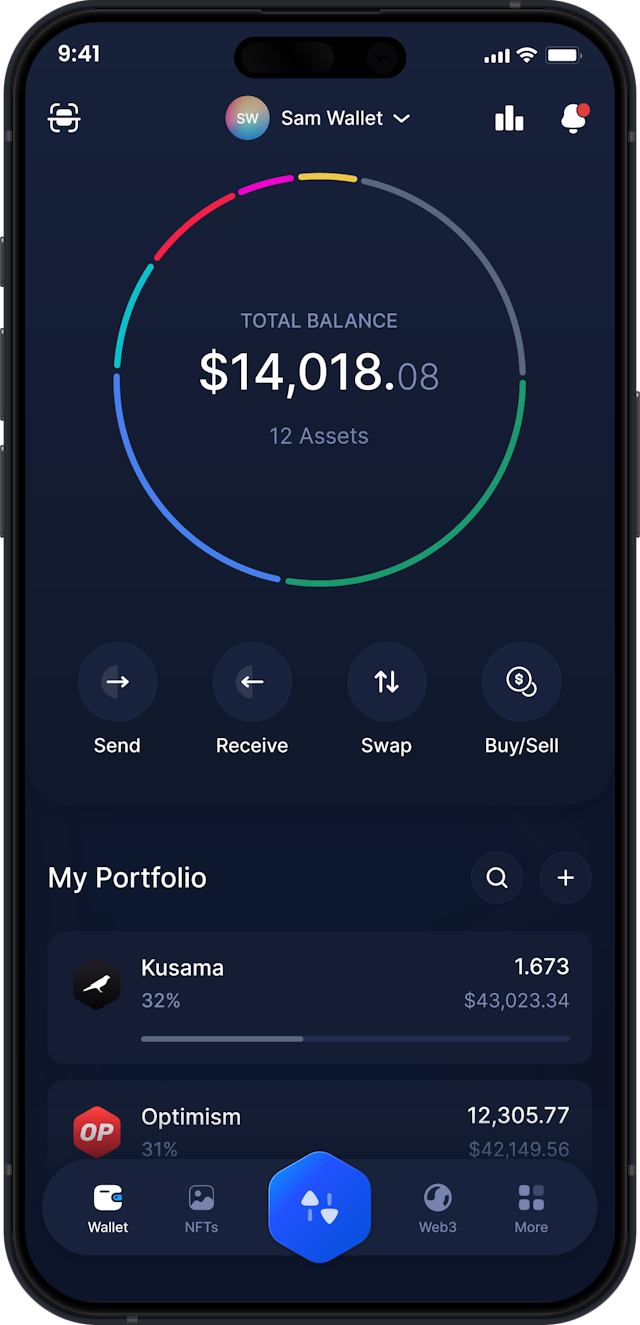 9:41
SW Sam Wallet
TOTAL BALANCE
$14,018.08
12 Assets
Send Receive Swap Buy/Sell
My Portfolio
Kusama 1.673
32% $43,023.34
OP Optimism 12,305.77
31% $42,149.56
Wallet NFTs Web3 More